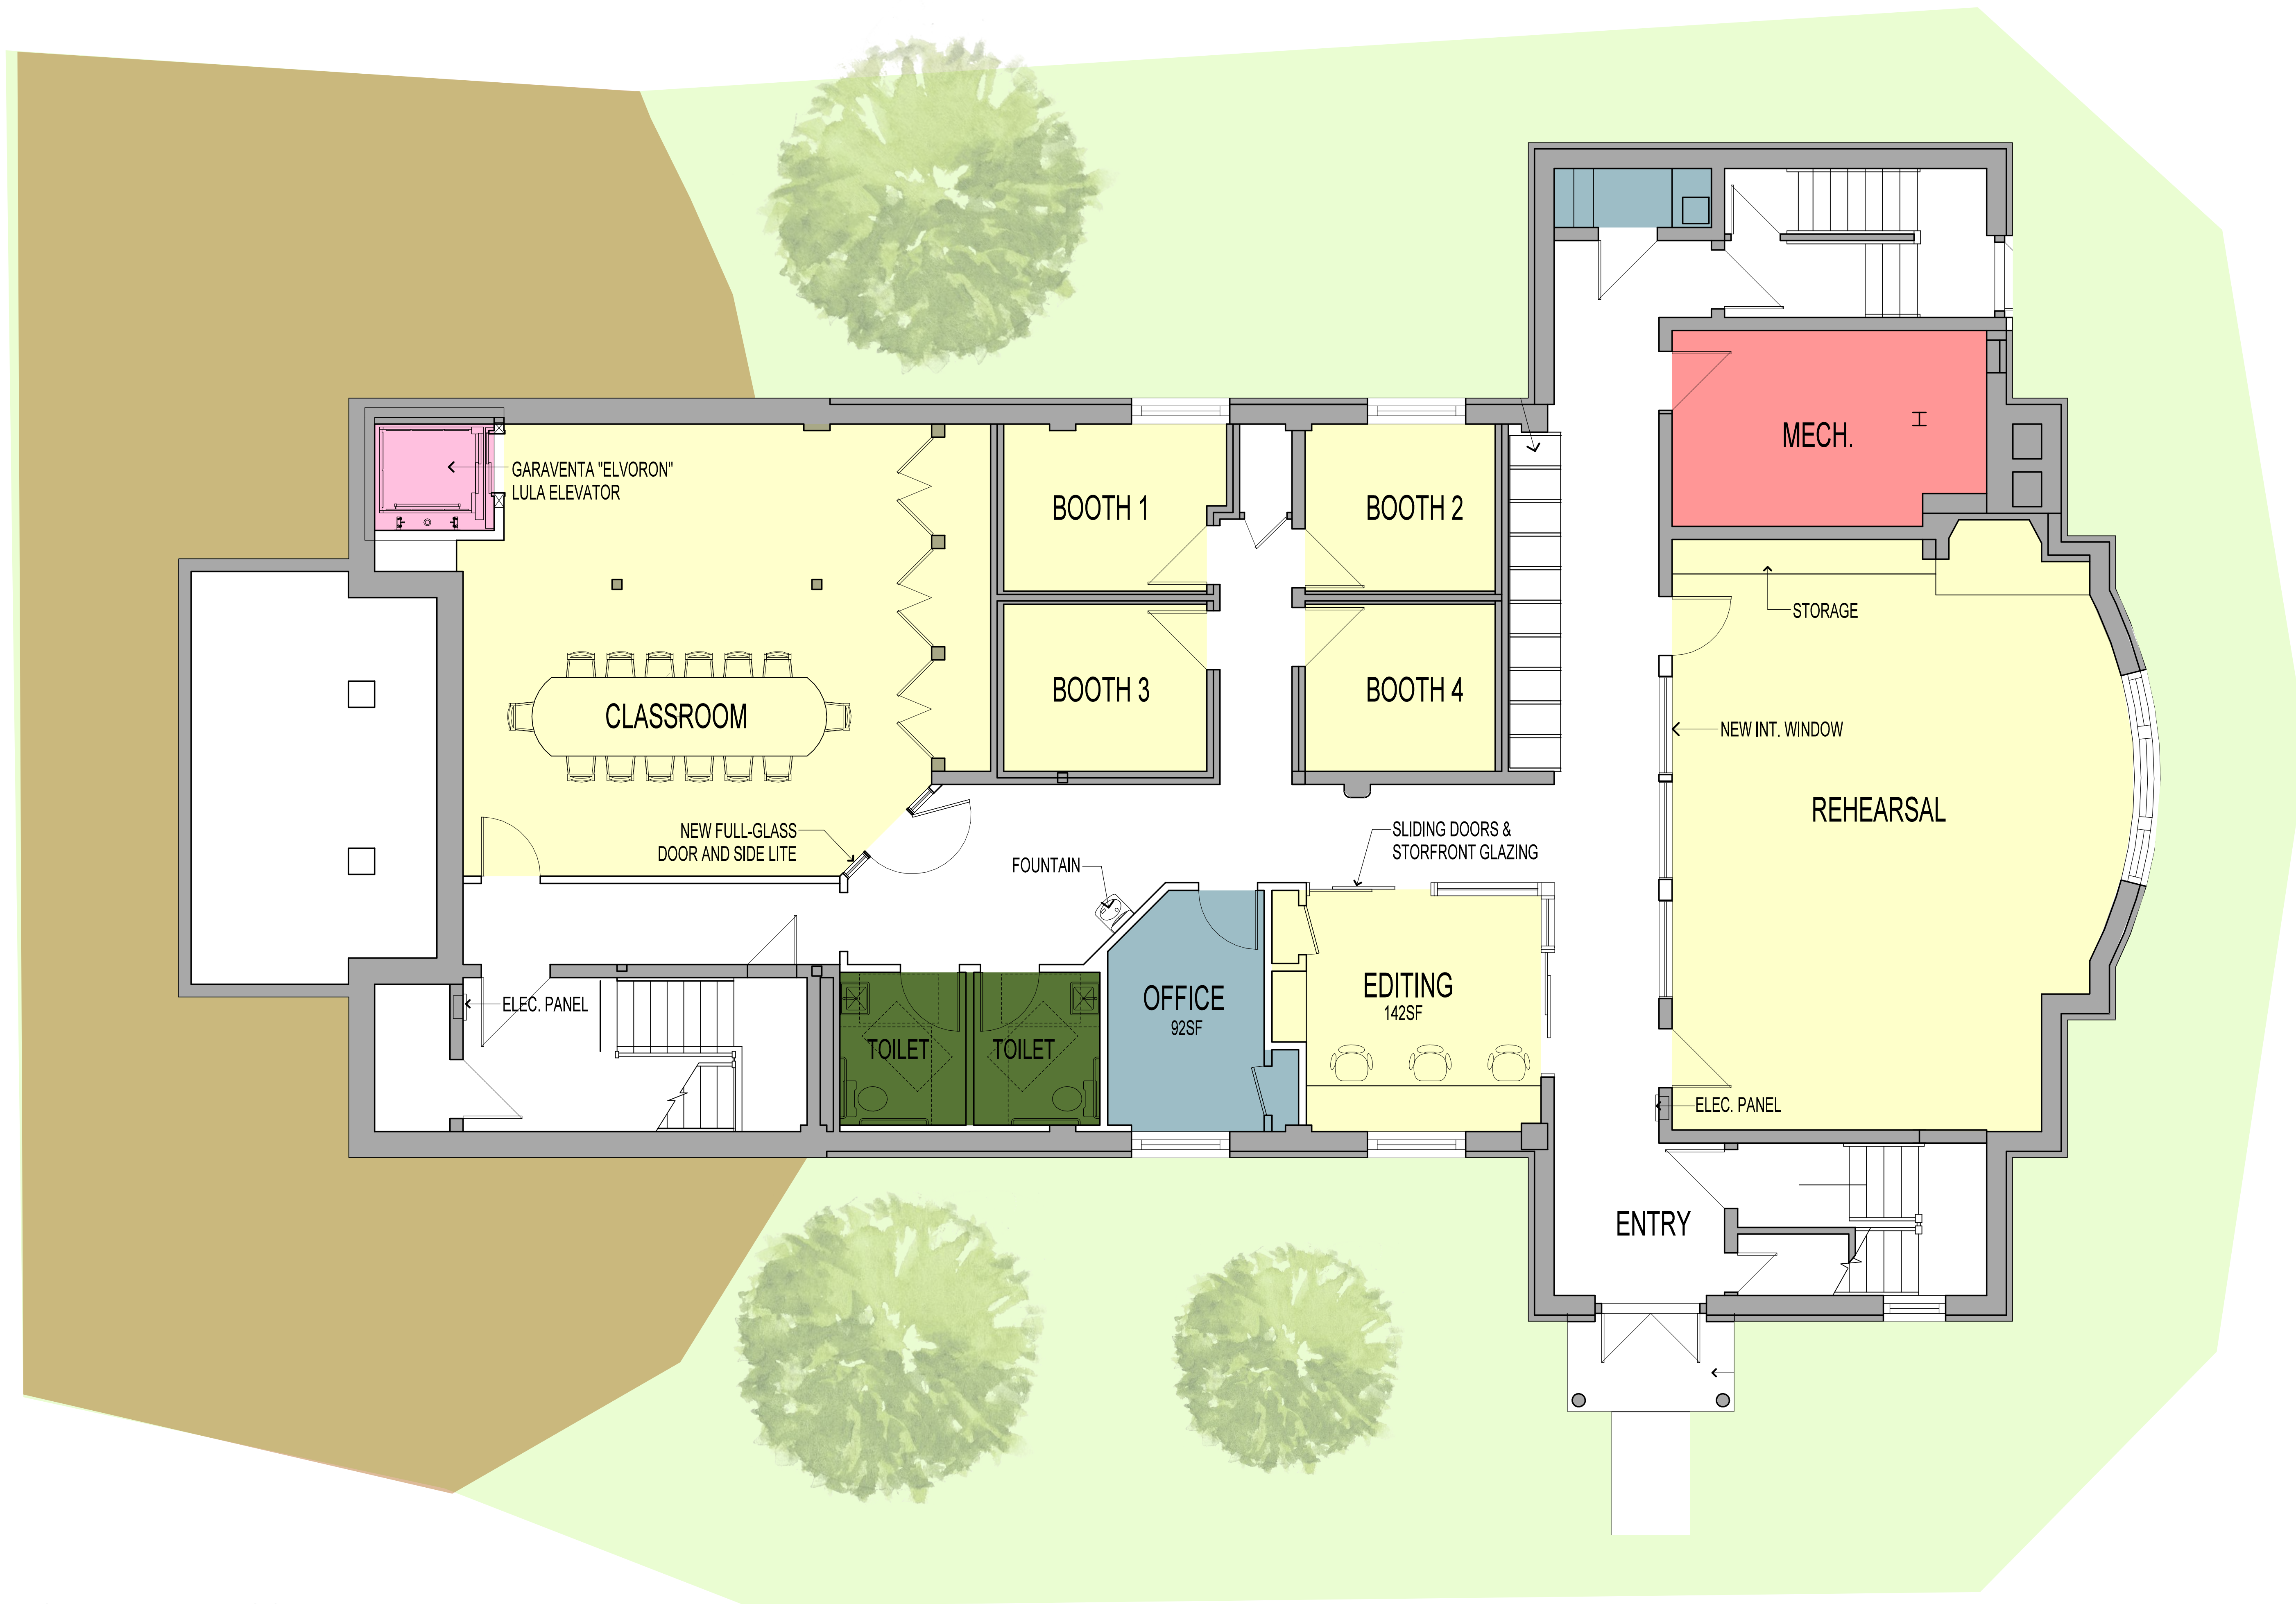 MECH.
GARAVENTA "ELVORON"
LULA ELEVATOR
BOOTH 1
BOOTH 2
STORAGE
BOOTH 3
BOOTH 4
CLASSROOM
NEW INT. WINDOW
REHEARSAL
NEW FULL-GLASS
DOOR AND SIDE LITE
SLIDING DOORS &
STORFRONT GLAZING
FOUNTAIN
ELEC. PANEL
OFFICE
92SF
EDITING
142SF
TOILET
TOILET
ELEC. PANEL
ENTRY